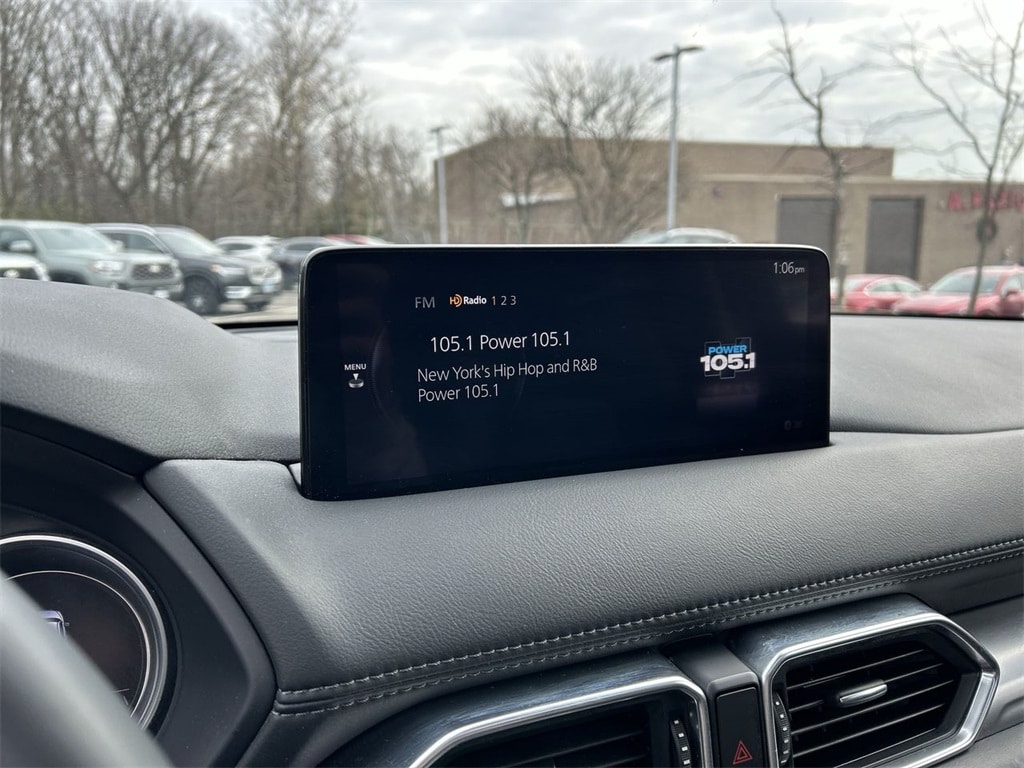 1:06pm
FM HD Radio 1 2 3
105.1 Power 105.1
New York's Hip Hop and R&B
Power 105.1
MENU
POWER
105.1